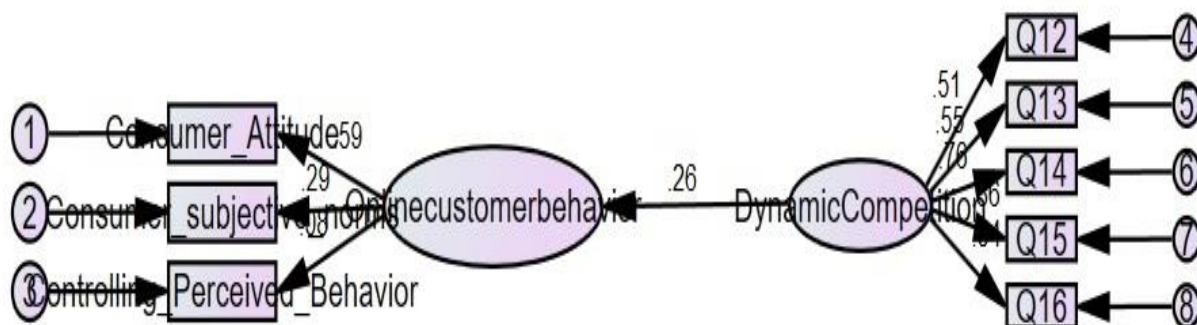 1
Consumer_Attitude
.59
2
Consumer_subjective_norms
.29
3
Controlling_Perceived_Behavior
Onlinecustomerbehavior
.26
DynamicCompetition
.51
.55
.76
Q12
4
Q13
5
Q14
6
Q15
7
Q16
8